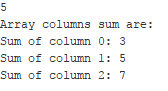 5
Array columns sum are:
Sum of column 0: 3
Sum of column 1: 5
Sum of column 2: 7